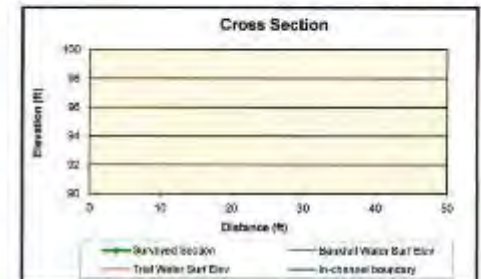 Cross Section
Elevation (ft)
100
98
96
94
92
90
0 10 20 30 40 50
Distance (ft)
Surveyed Section
Bankfull Water Surf Elev
Trial Water Surf Elev
In-channel boundary